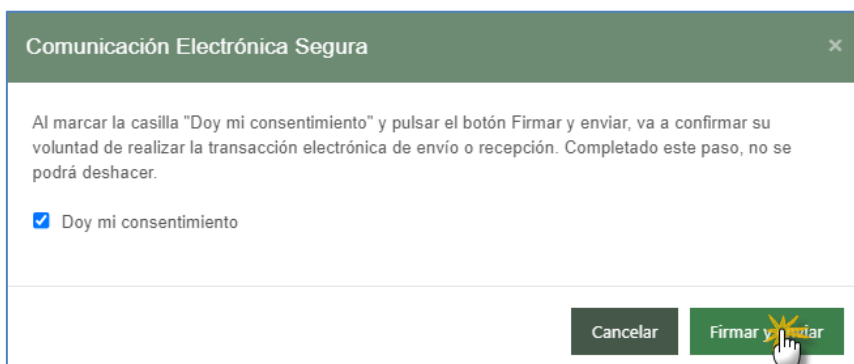 Comunicación Electrónica Segura ×
Al marcar la casilla "Doy mi consentimiento" y pulsar el botón Firmar y enviar, va a confirmar su
voluntad de realizar la transacción electrónica de envío o recepción. Completado este paso, no se
podrá deshacer.
Doy mi consentimiento
Cancelar
Firmar y enviar